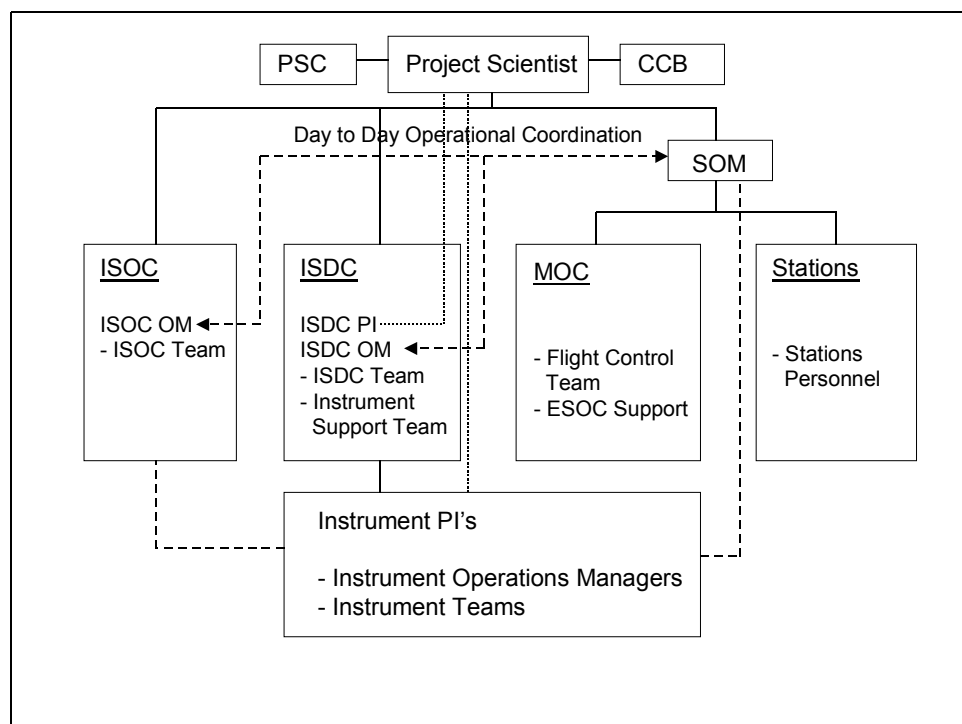 PSC
Project Scientist
CCB
Day to Day Operational Coordination
SOM
ISOC
ISOC OM
- ISOC Team
ISDC
ISDC PI
ISDC OM
- ISDC Team
- Instrument
Support Team
MOC
- Flight Control
Team
- ESOC Support
Stations
- Stations
Personnel
Instrument PI's
- Instrument Operations Managers
- Instrument Teams